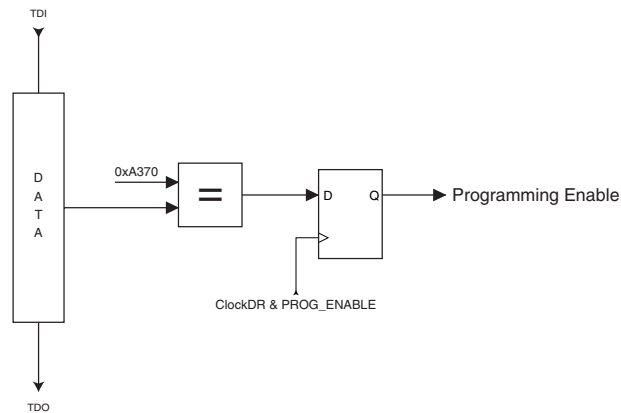 TDI
D
A
T
A
0xA370
=
D
Q
Programming Enable
ClockDR & PROG_ENABLE
TDO